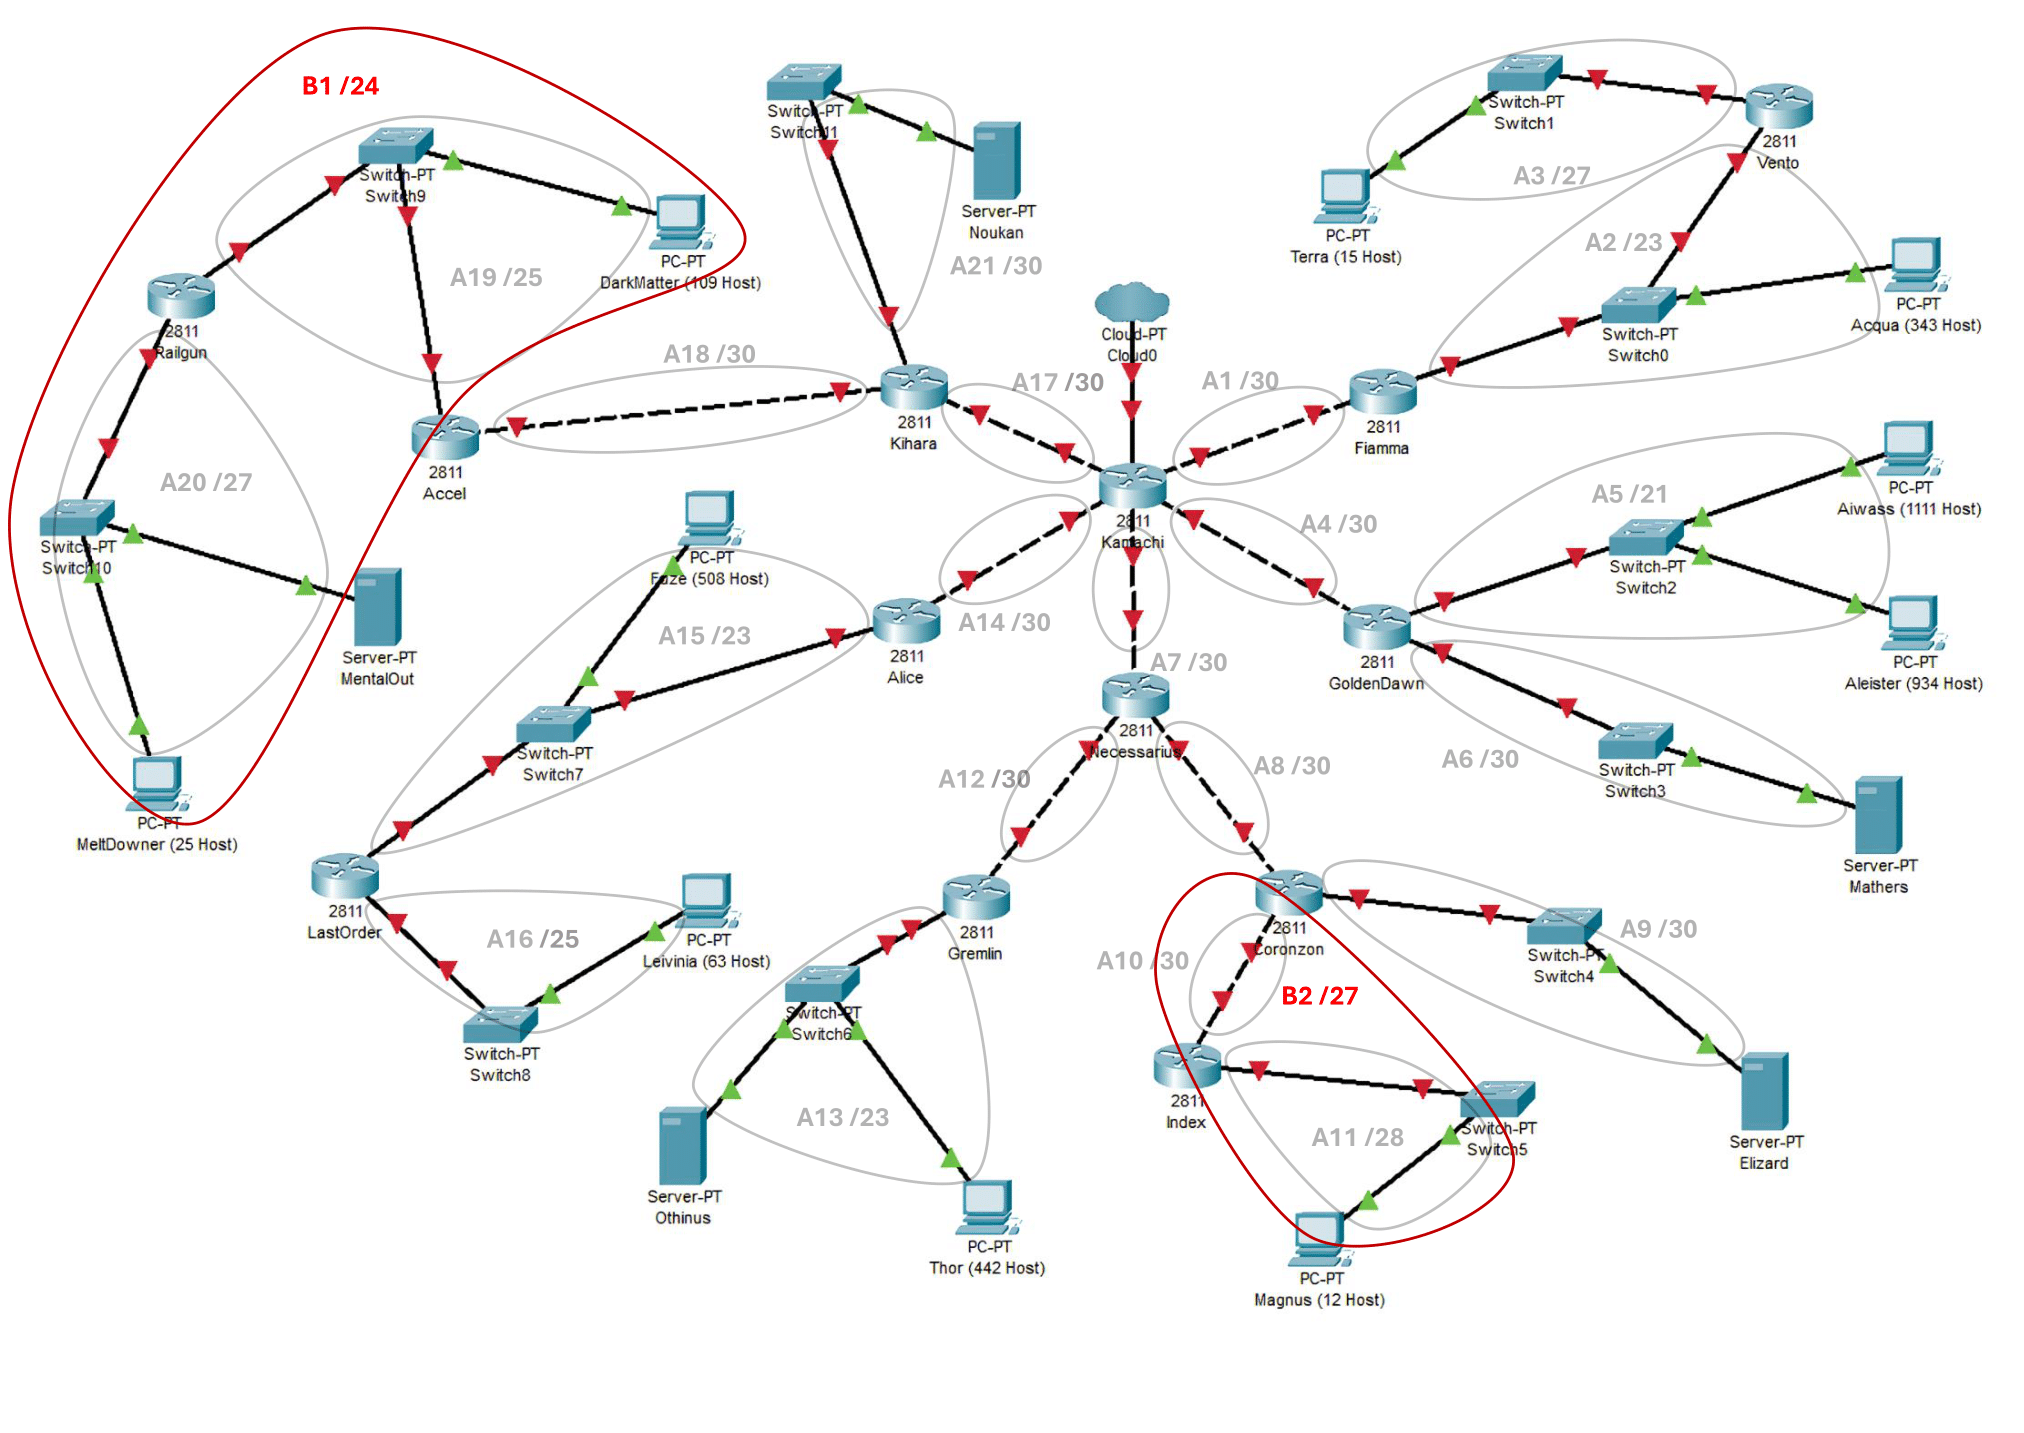 B1 /24
Switch-PT
Switch9
A19 /25
PC-PT
DarkMatter (109 Host)
2811
Railgun
A20 /27
Switch-PT
Switch10
Server-PT
MentalOut
PC-PT
MeltDowner (25 Host)
2811
Accel
A18 /30
Switch-PT
Switch11
Server-PT
Noukan
A21 /30
2811
Kihara
A17 /30
Cloud-PT
Cloud0
A1 /30
2811
Kamachi
2811
Fiamma
Switch-PT
Switch1
A3 /27
PC-PT
Terra (15 Host)
2811
Vento
A2 /23
Switch-PT
Switch0
PC-PT
Acqua (343 Host)
A4 /30
A5 /21
PC-PT
Aiwass (1111 Host)
Switch-PT
Switch2
PC-PT
Aleister (934 Host)
2811
GoldenDawn
A6 /30
Switch-PT
Switch3
Server-PT
Mathers
PC-PT
Fuze (508 Host)
A15 /23
A14 /30
2811
Alice
Switch-PT
Switch7
2811
LastOrder
A16 /25
PC-PT
Leivinia (63 Host)
Switch-PT
Switch8
A7 /30
2811
Necessarius
A12 /30
A8 /30
2811
Gremlin
Switch-PT
Switch6
A13 /23
Server-PT
Othinus
PC-PT
Thor (442 Host)
2811
Coronzon
A10 /30
B2 /27
A9 /30
Switch-PT
Switch4
Server-PT
Elizard
2811
Index
A11 /28
Switch-PT
Switch5
PC-PT
Magnus (12 Host)